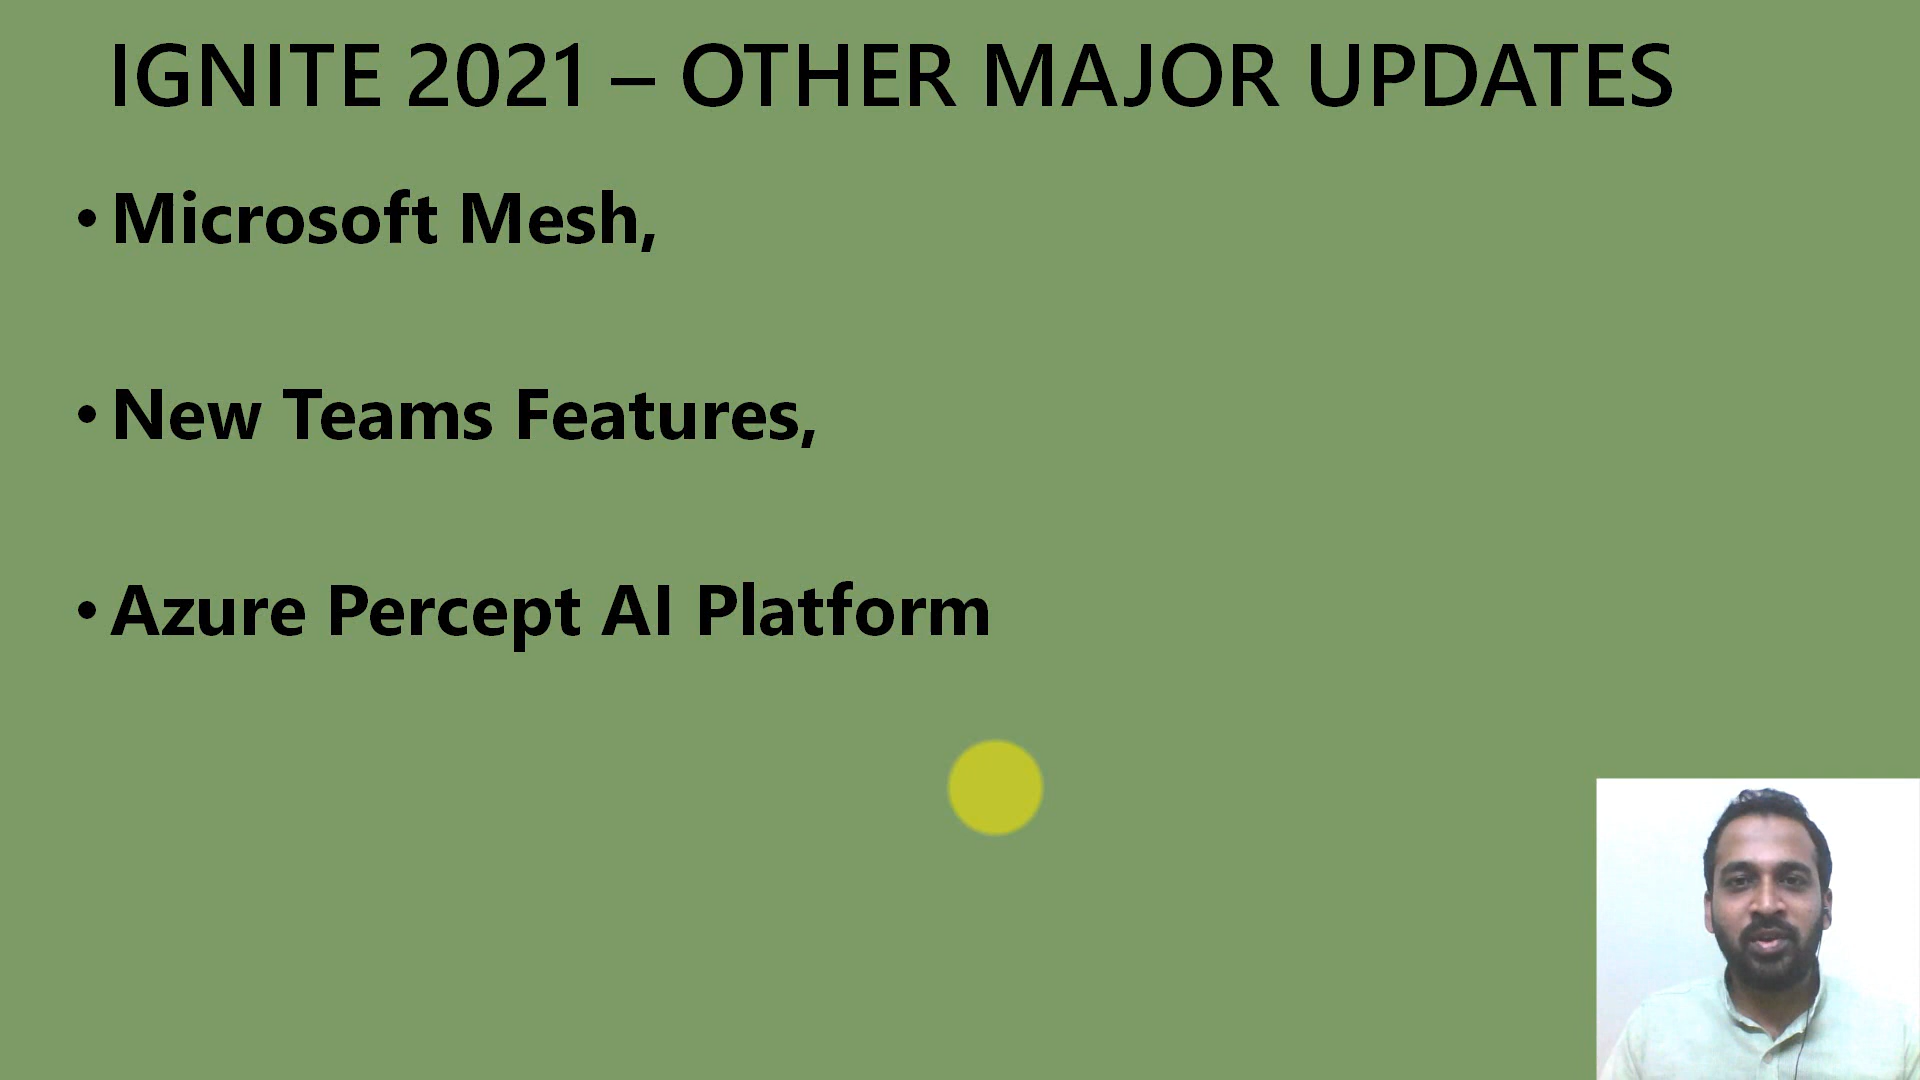 IGNITE 2021 – OTHER MAJOR UPDATES
• Microsoft Mesh,
• New Teams Features,
• Azure Percept AI Platform